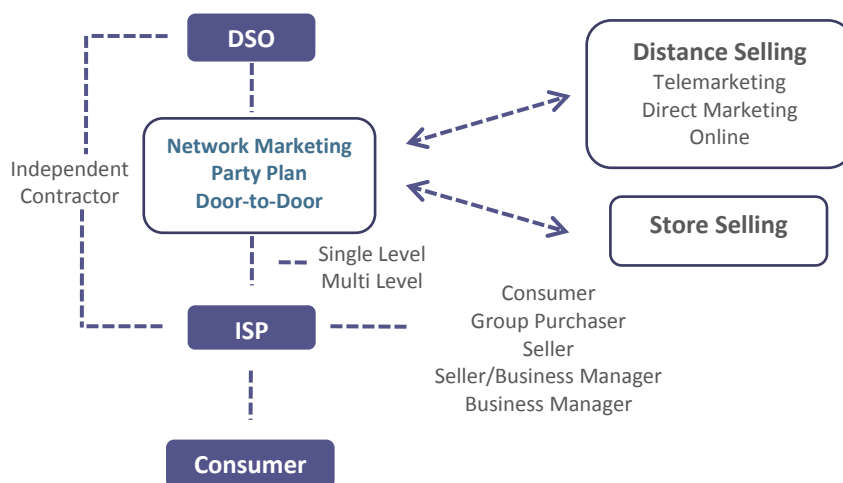 DSO
Distance Selling
Telemarketing
Direct Marketing
Online
Network Marketing
Party Plan
Door-to-Door
Independent
Contractor
Store Selling
Single Level
Multi Level
ISP
Consumer
Group Purchaser
Seller
Seller/Business Manager
Business Manager
Consumer